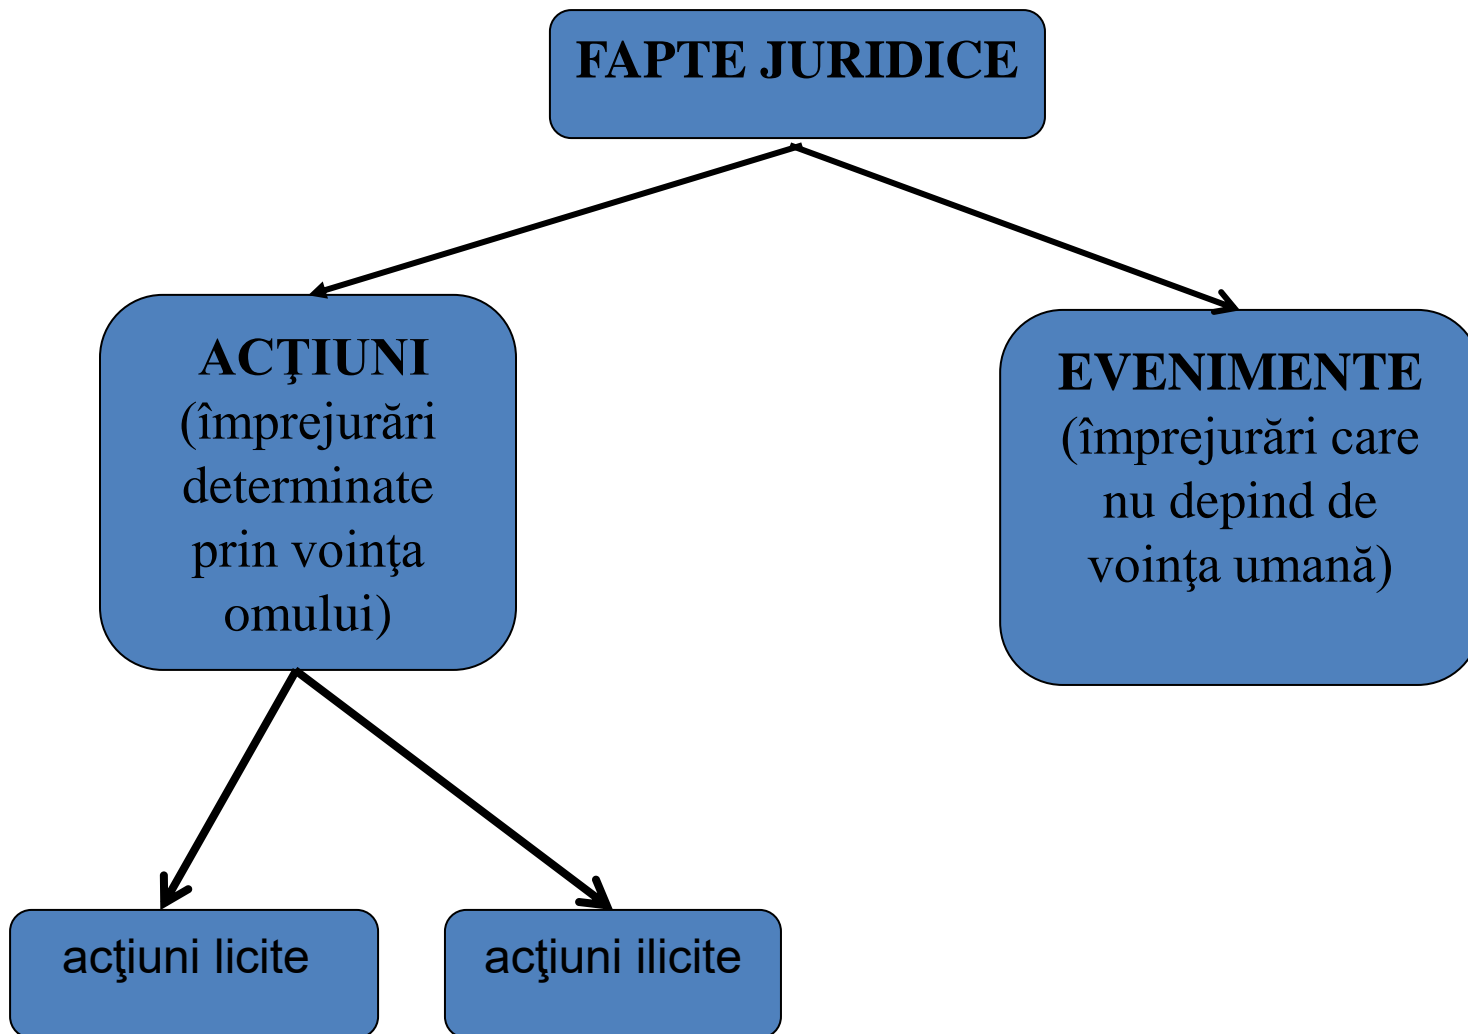 FAPTE JURIDICE
ACŢIUNI
(împrejurări
determinate
prin voinţa
omului)
EVENIMENTE
(împrejurări care
nu depind de
voinţa umană)
acţiuni licite
acţiuni ilicite